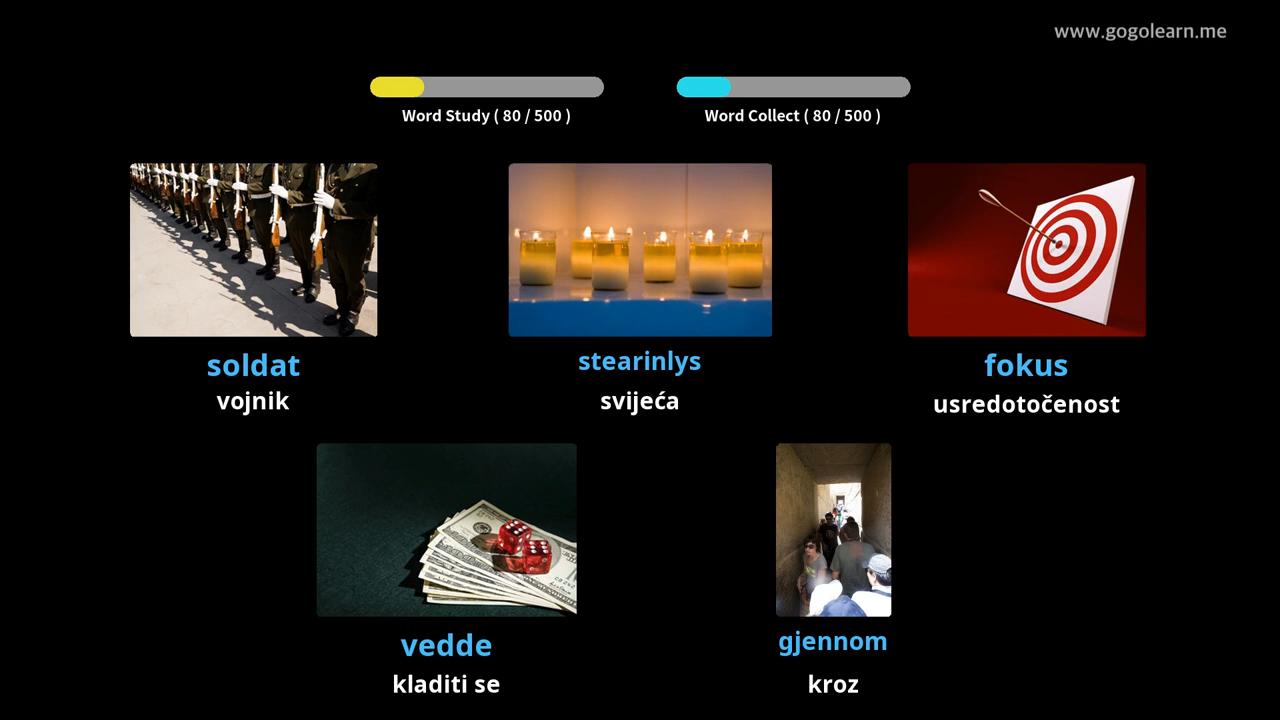 www.gogolearn.me
Word Study ( 80 / 500 )
Word Collect ( 80 / 500 )
soldat
vojnik
stearinlys
svijeća
fokus
usredotočenost
vedde
kladiti se
gjennom
kroz